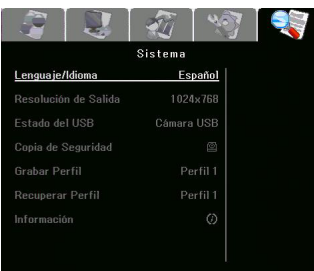 Sistema
Lenguaje/Idioma Español
Resolución de Salida 1024x768
Estado del USB Cámara USB
Copia de Seguridad
Grabar Perfil Perfil 1
Recuperar Perfil Perfil 1
Información